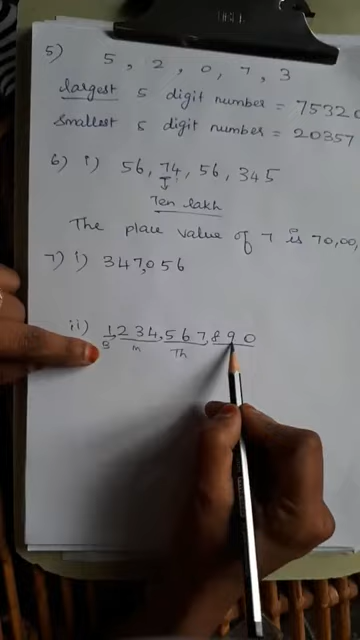 5) 5 , 2 , 0 , 7 , 3
largest 5 digit number = 75320
Smallest 5 digit number = 20357
6) i) 56, 74, 56, 345
Ten lakh
The place value of 7 is 70,00,
7) i) 347,056
ii) 1,234,567,890
B m Th